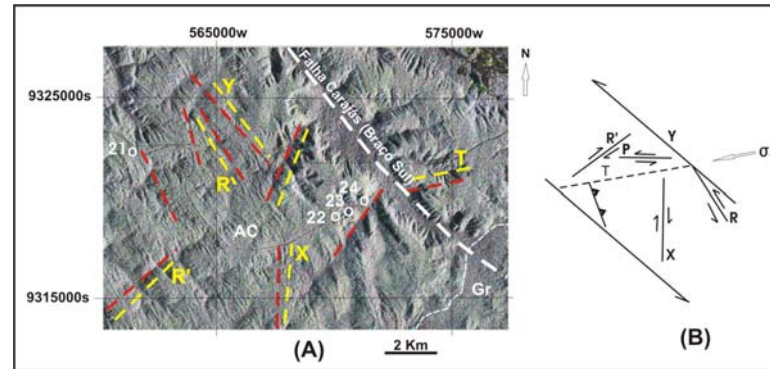 565000w
575000w
N
9325000s
Falha Carajás (Braço Sul)
Y
21
R'
T
24
23
22
AC
X
R'
9315000s
Gr
(A)
2 Km
Y
R'
P
σ
T
R
X
(B)